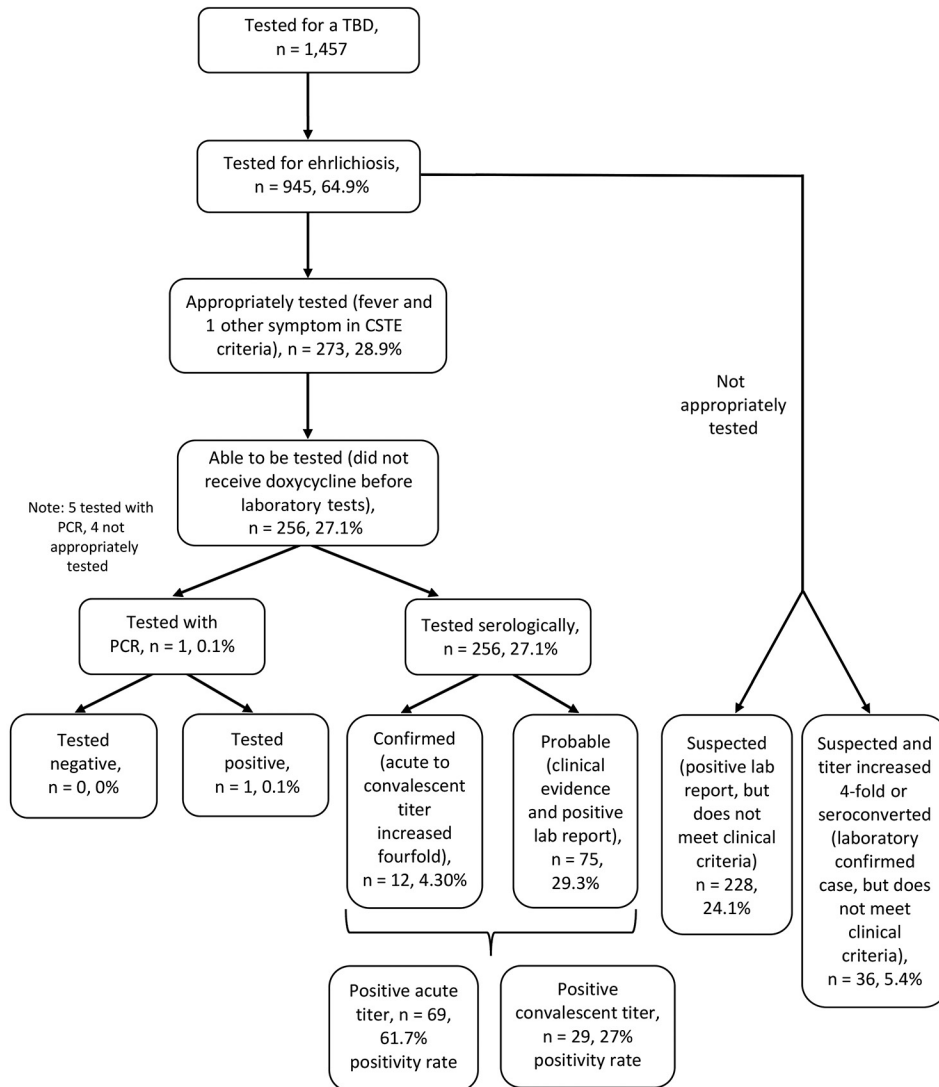 Tested for a TBD,
n = 1,457
Tested for ehrlichiosis,
n = 945, 64.9%
Appropriately tested (fever and
1 other symptom in CSTE
criteria), n = 273, 28.9%
Not
appropriately
tested
Able to be tested (did not
receive doxycycline before
laboratory tests),
n = 256, 27.1%
Note: 5 tested with
PCR, 4 not
appropriately
tested
Tested with
PCR, n = 1, 0.1%
Tested serologically,
n = 256, 27.1%
Tested
negative,
n = 0, 0%
Tested
positive,
n = 1, 0.1%
Confirmed
(acute to
convalescent
titer
increased
fourfold),
n = 12, 4.30%
Probable
(clinical
evidence
and positive
lab report),
n = 75,
29.3%
Suspected
(positive lab
report, but
does not
meet clinical
criteria)
n = 228,
24.1%
Suspected and
titer increased
4-fold or
seroconverted
(laboratory
confirmed
case, but does
not meet
clinical
criteria),
n = 36, 5.4%
Positive acute
titer, n = 69,
61.7%
positivity rate
Positive
convalescent titer,
n = 29, 27%
positivity rate